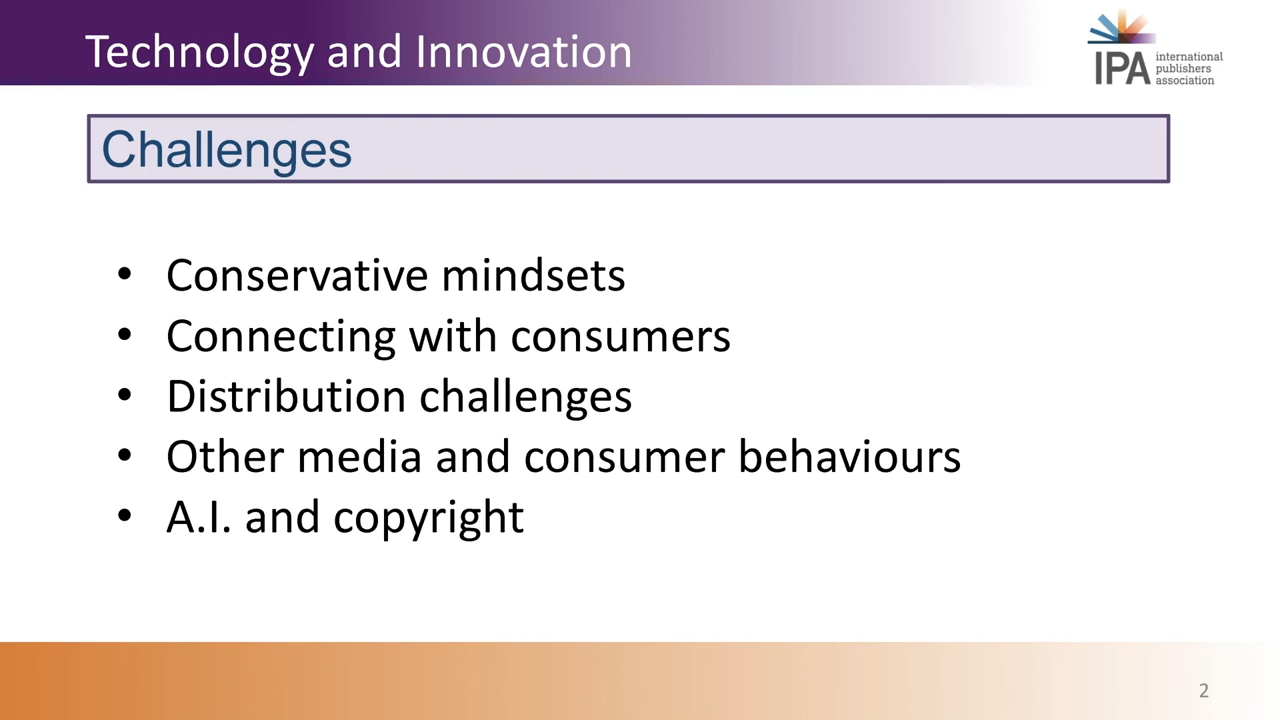 Technology and Innovation
IPA
international
publishers
association
Challenges
• Conservative mindsets
• Connecting with consumers
• Distribution challenges
• Other media and consumer behaviours
• A.I. and copyright
2